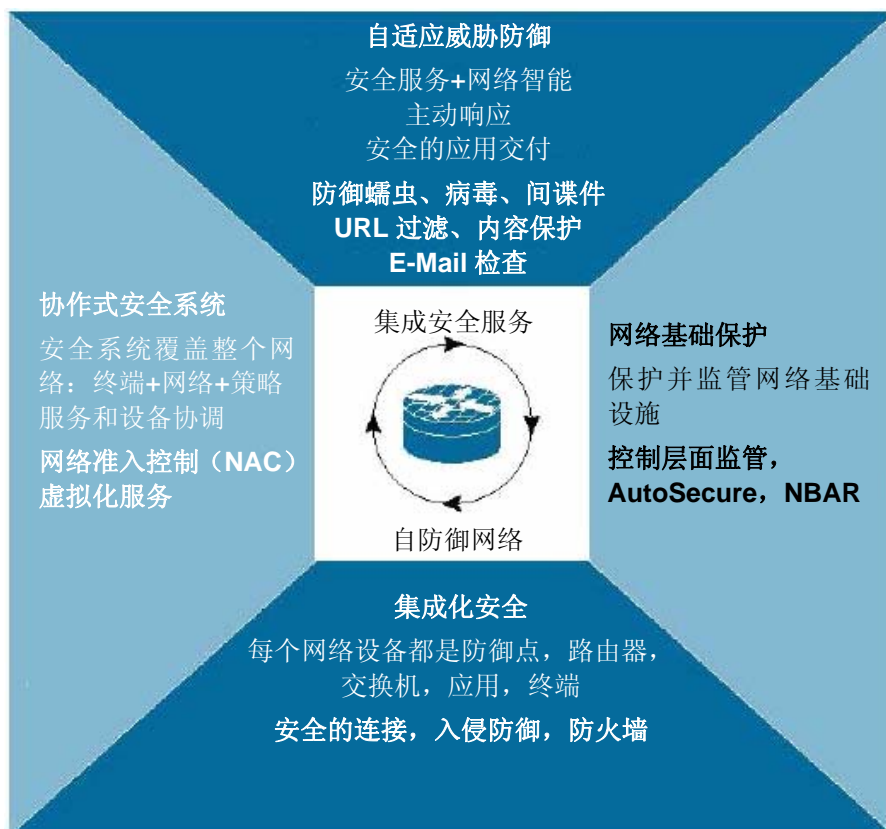 自适应威胁防御
安全服务+网络智能
主动响应
安全的应用交付
防御蠕虫、病毒、间谍件
URL 过滤、内容保护
E-Mail 检查
协作式安全系统
安全系统覆盖整个网
络：终端+网络+策略
服务和设备协调
网络准入控制（NAC）
虚拟化服务
集成安全服务
自防御网络
网络基础保护
保护并监管网络基础
设施
控制层面监管，
AutoSecure，NBAR
集成化安全
每个网络设备都是防御点，路由器，
交换机，应用，终端
安全的连接，入侵防御，防火墙